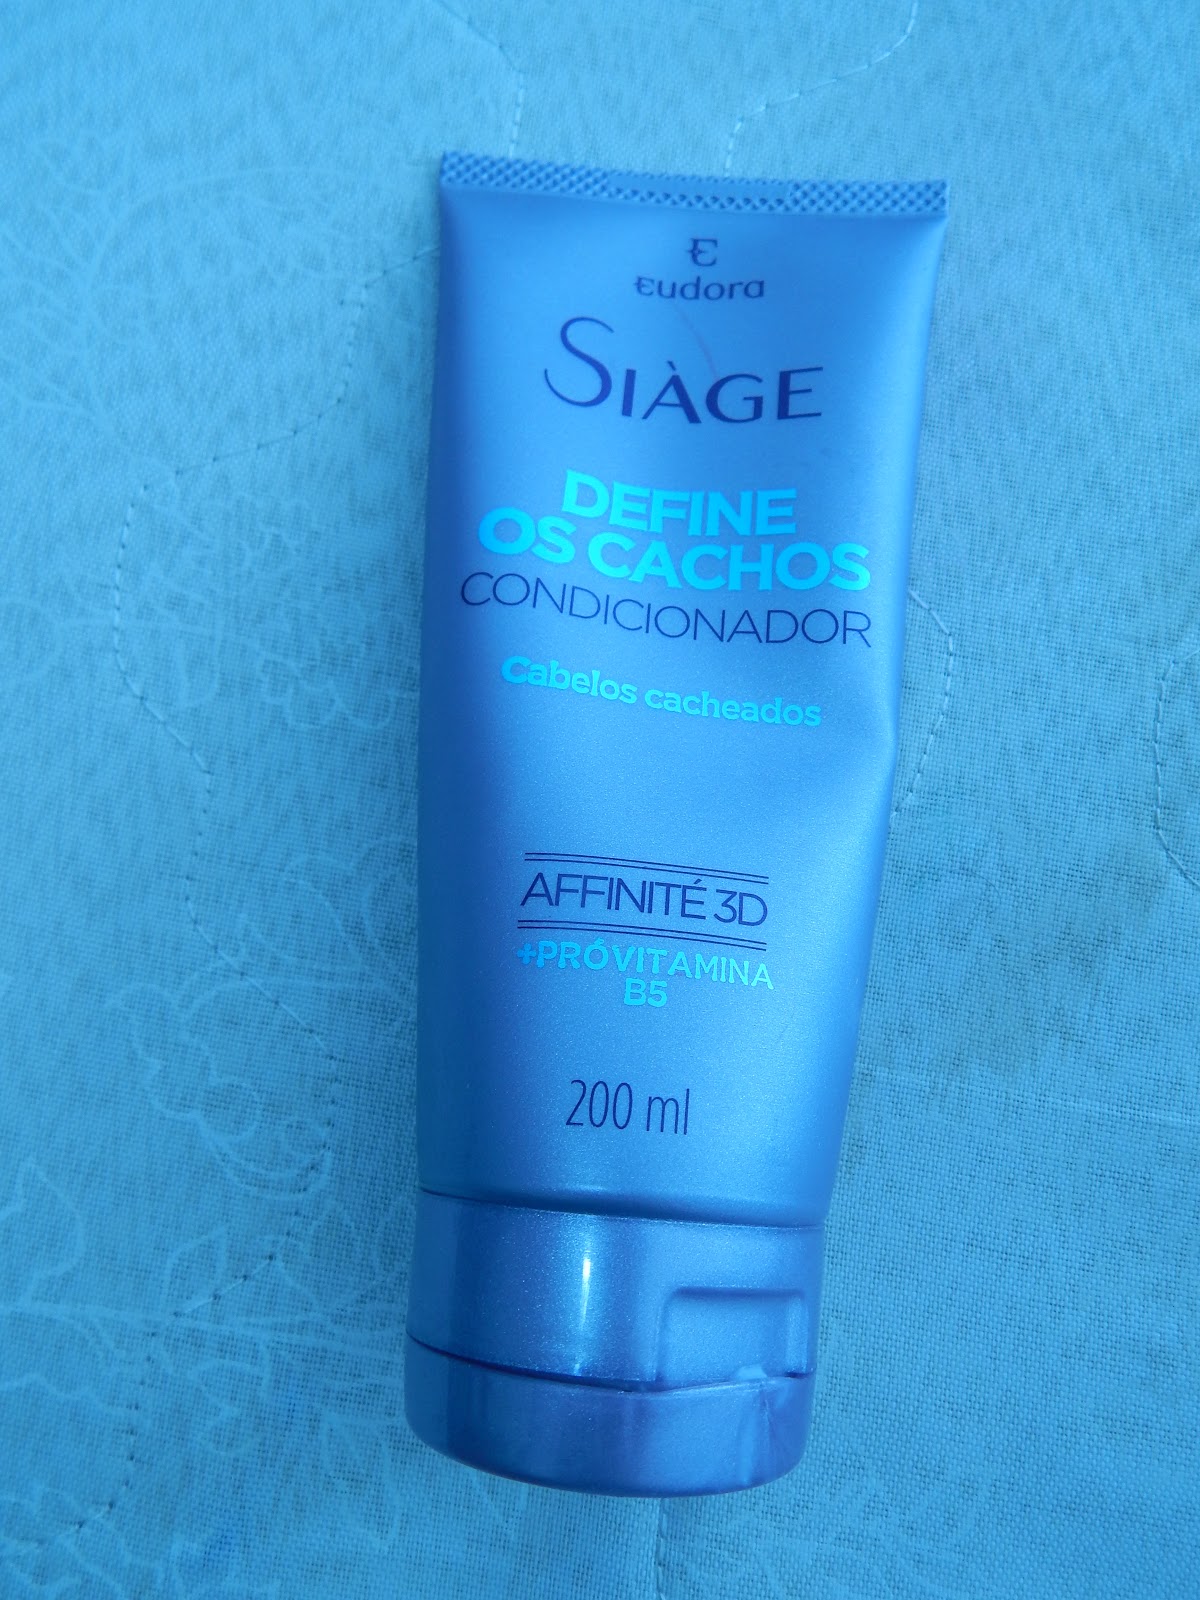 E
Eudora
SIÀGE
DEFINE
OS CACHOS
CONDICIONADOR
Cabelos cacheados
AFFINITÉ 3D
+PRÓVITAMINA
B5
200 ml